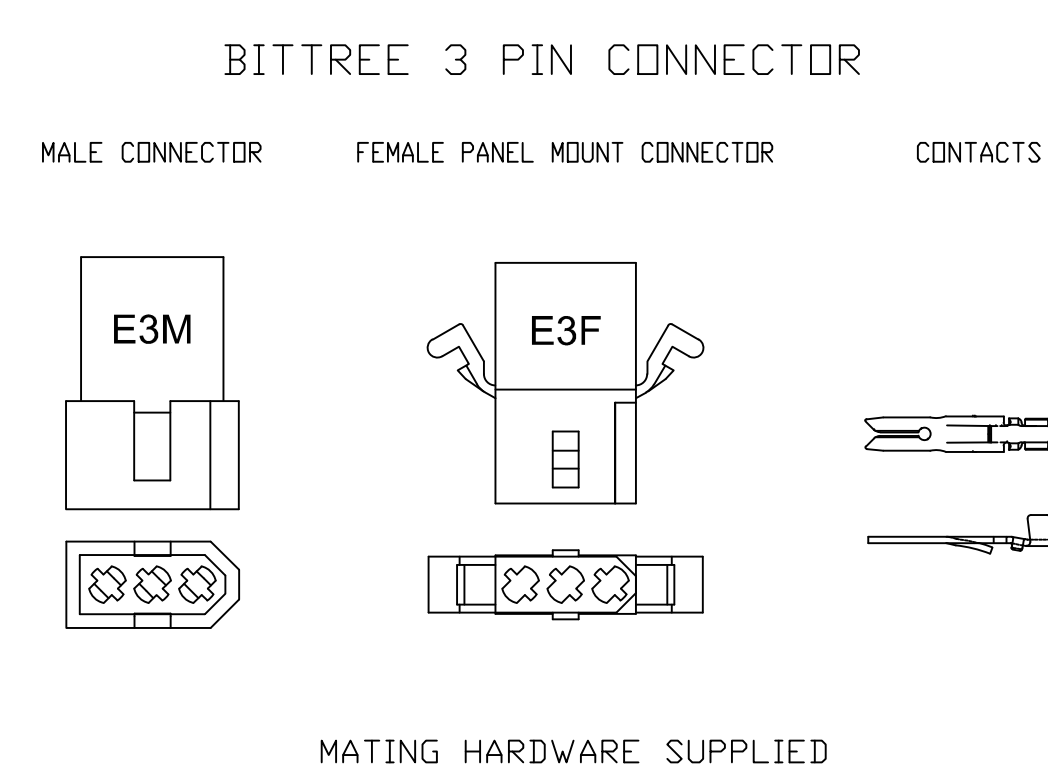 BITTREE 3 PIN CONNECTOR
MALE CONNECTOR
FEMALE PANEL MOUNT CONNECTOR
CONTACTS
E3M
E3F
MATING HARDWARE SUPPLIED